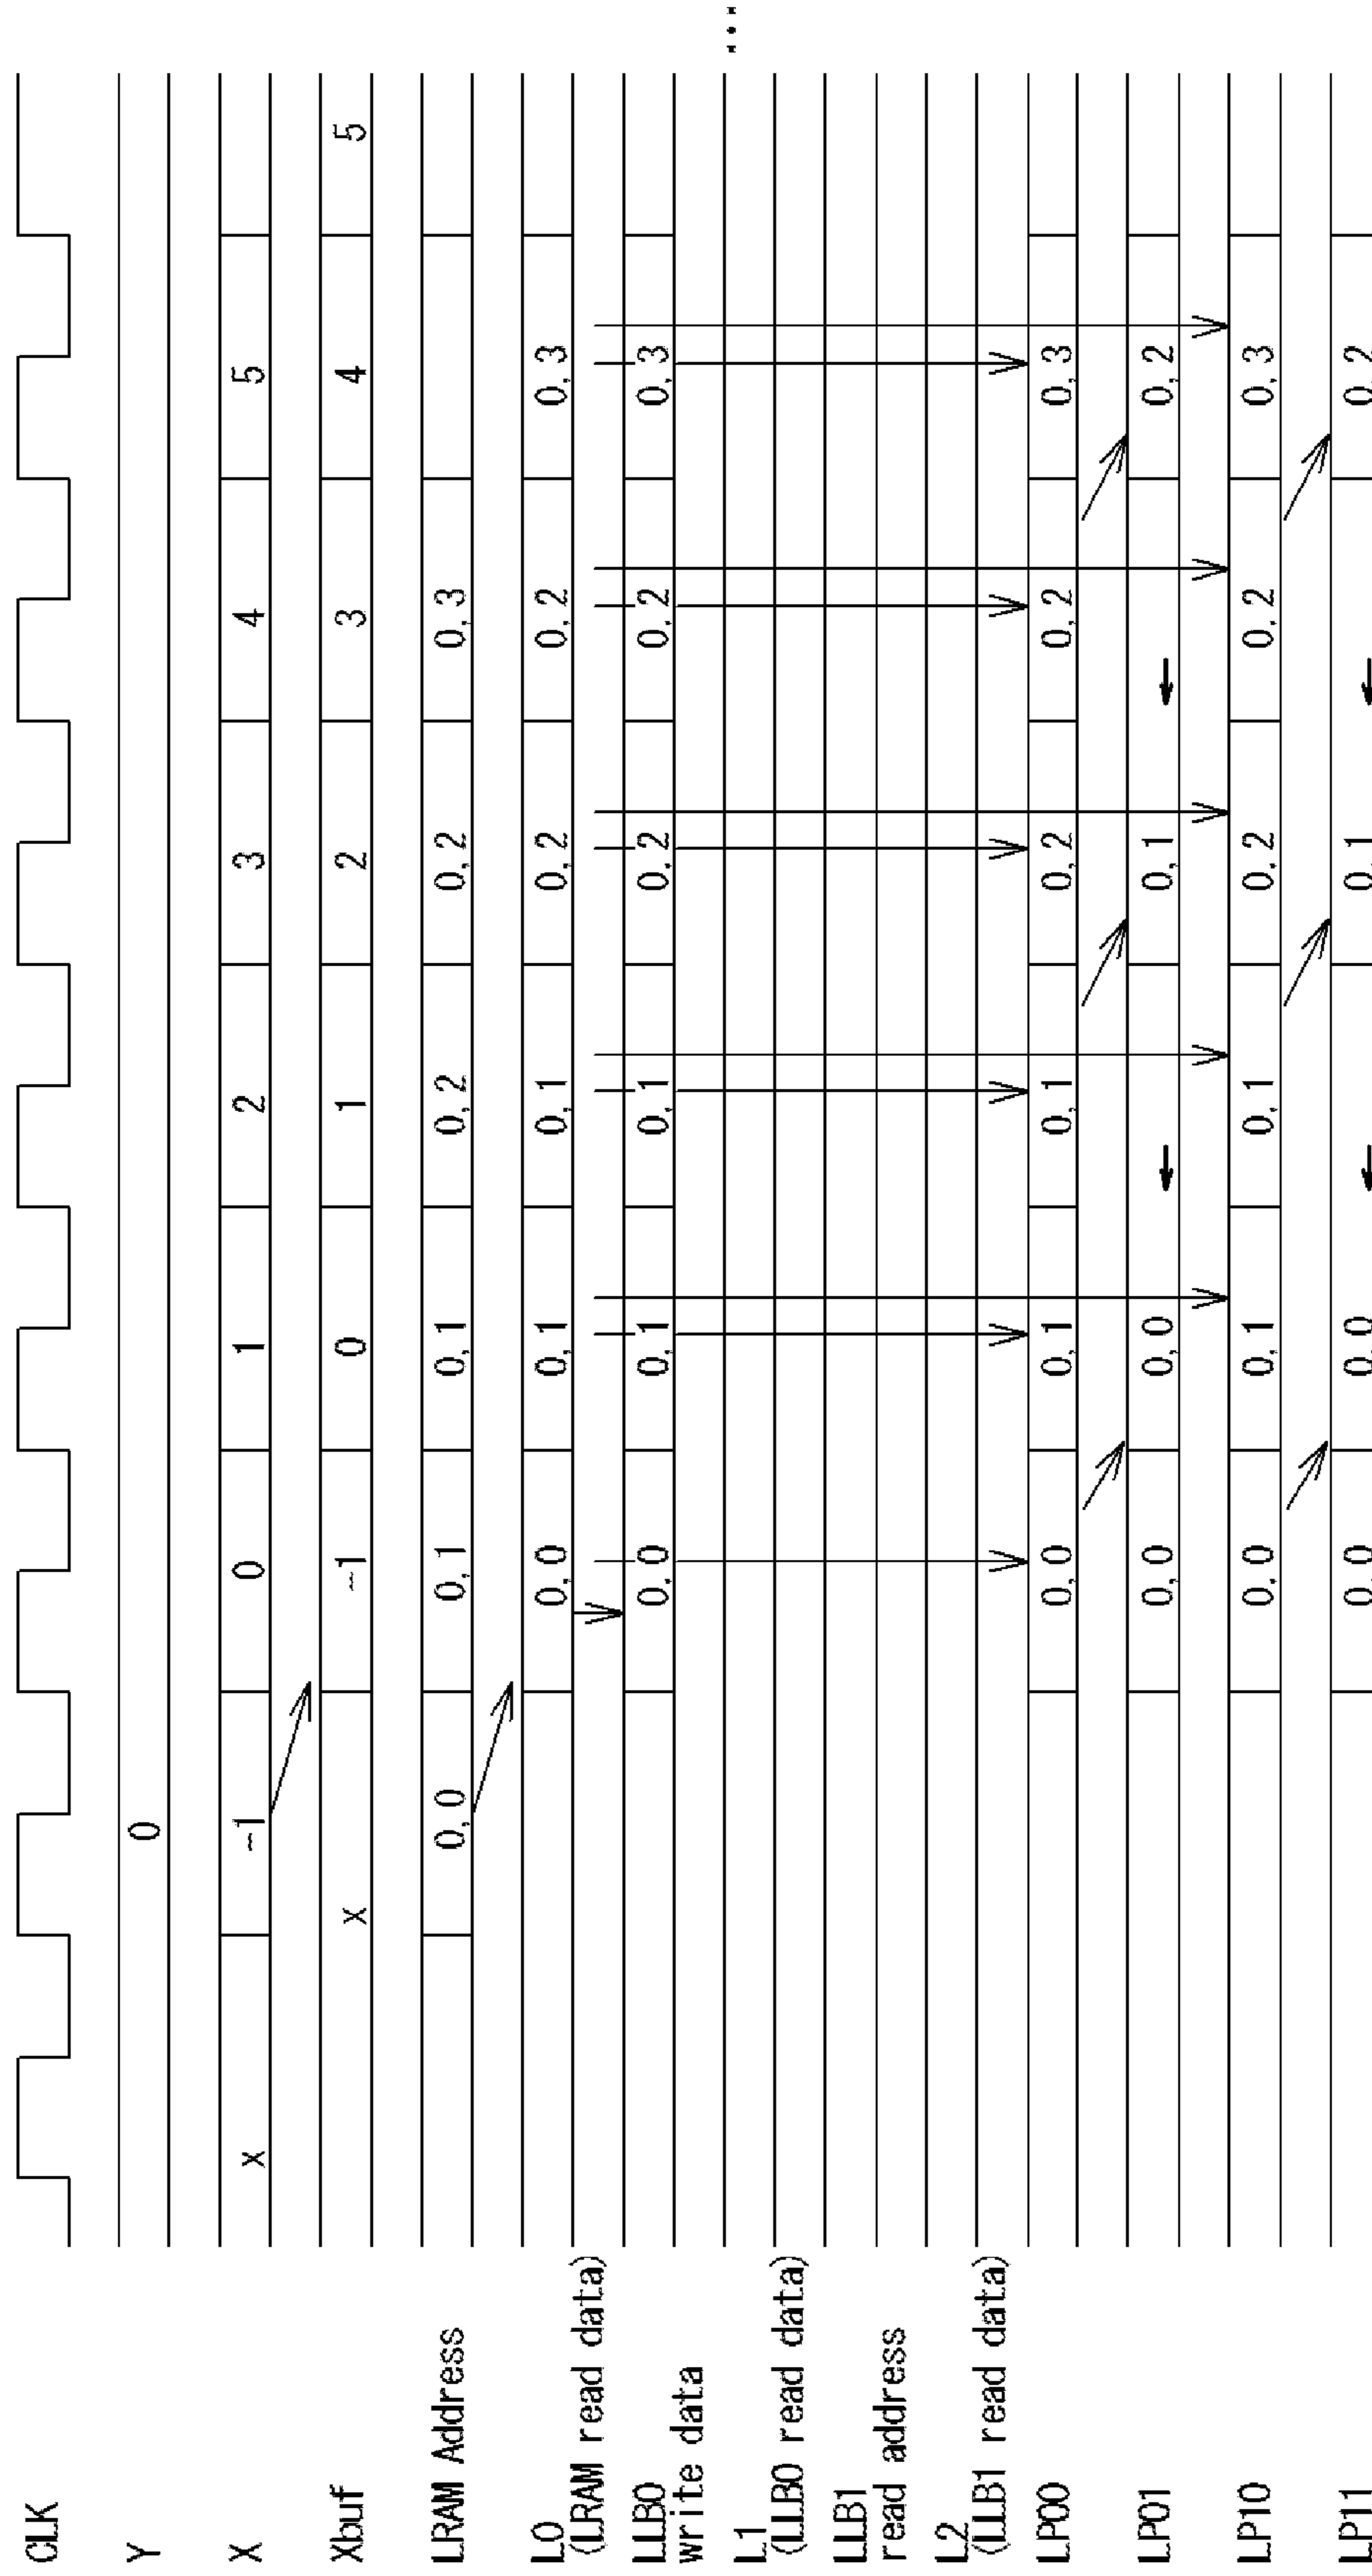 CLK
Y 0
X x -1 0 1 2 3 4 5
Xbuf x -1 0 1 2 3 4 5
LRAM Address 0,0 0,1 0,1 0,2 0,2 0,3
L0 0,0 0,1 0,1 0,2 0,2 0,3
(LRAM read data)
LLB0 0,0 0,1 0,1 0,2 0,2 0,3
write data
L1
(LLB0 read data)
LLB1
read address
L2
(LLB1 read data)
LP00 0,0 0,1 0,1 0,2 0,2 0,3
LP01 0,0 0,0 ← 0,1 ← 0,2
LP10 0,0 0,1 0,1 0,2 0,2 0,3
LP11 0,0 0,0 ← 0,1 ← 0,2
...